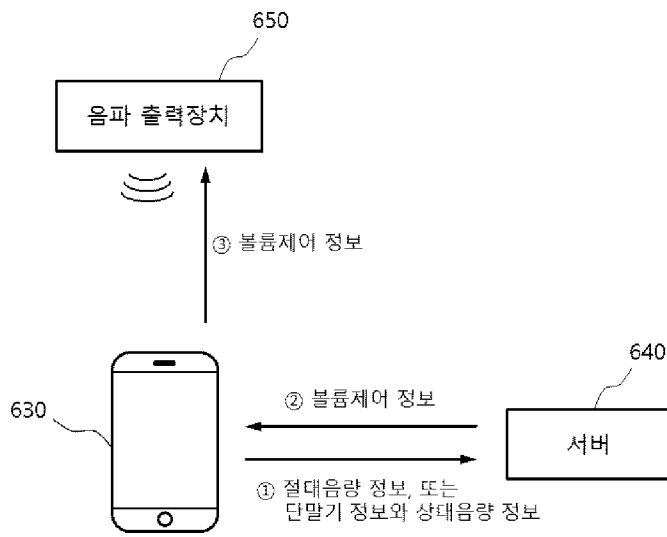 650
음파 출력장치
③ 볼륨제어 정보
640
630
② 볼륨제어 정보
서버
① 절대음량 정보, 또는
단말기 정보와 상대음량 정보